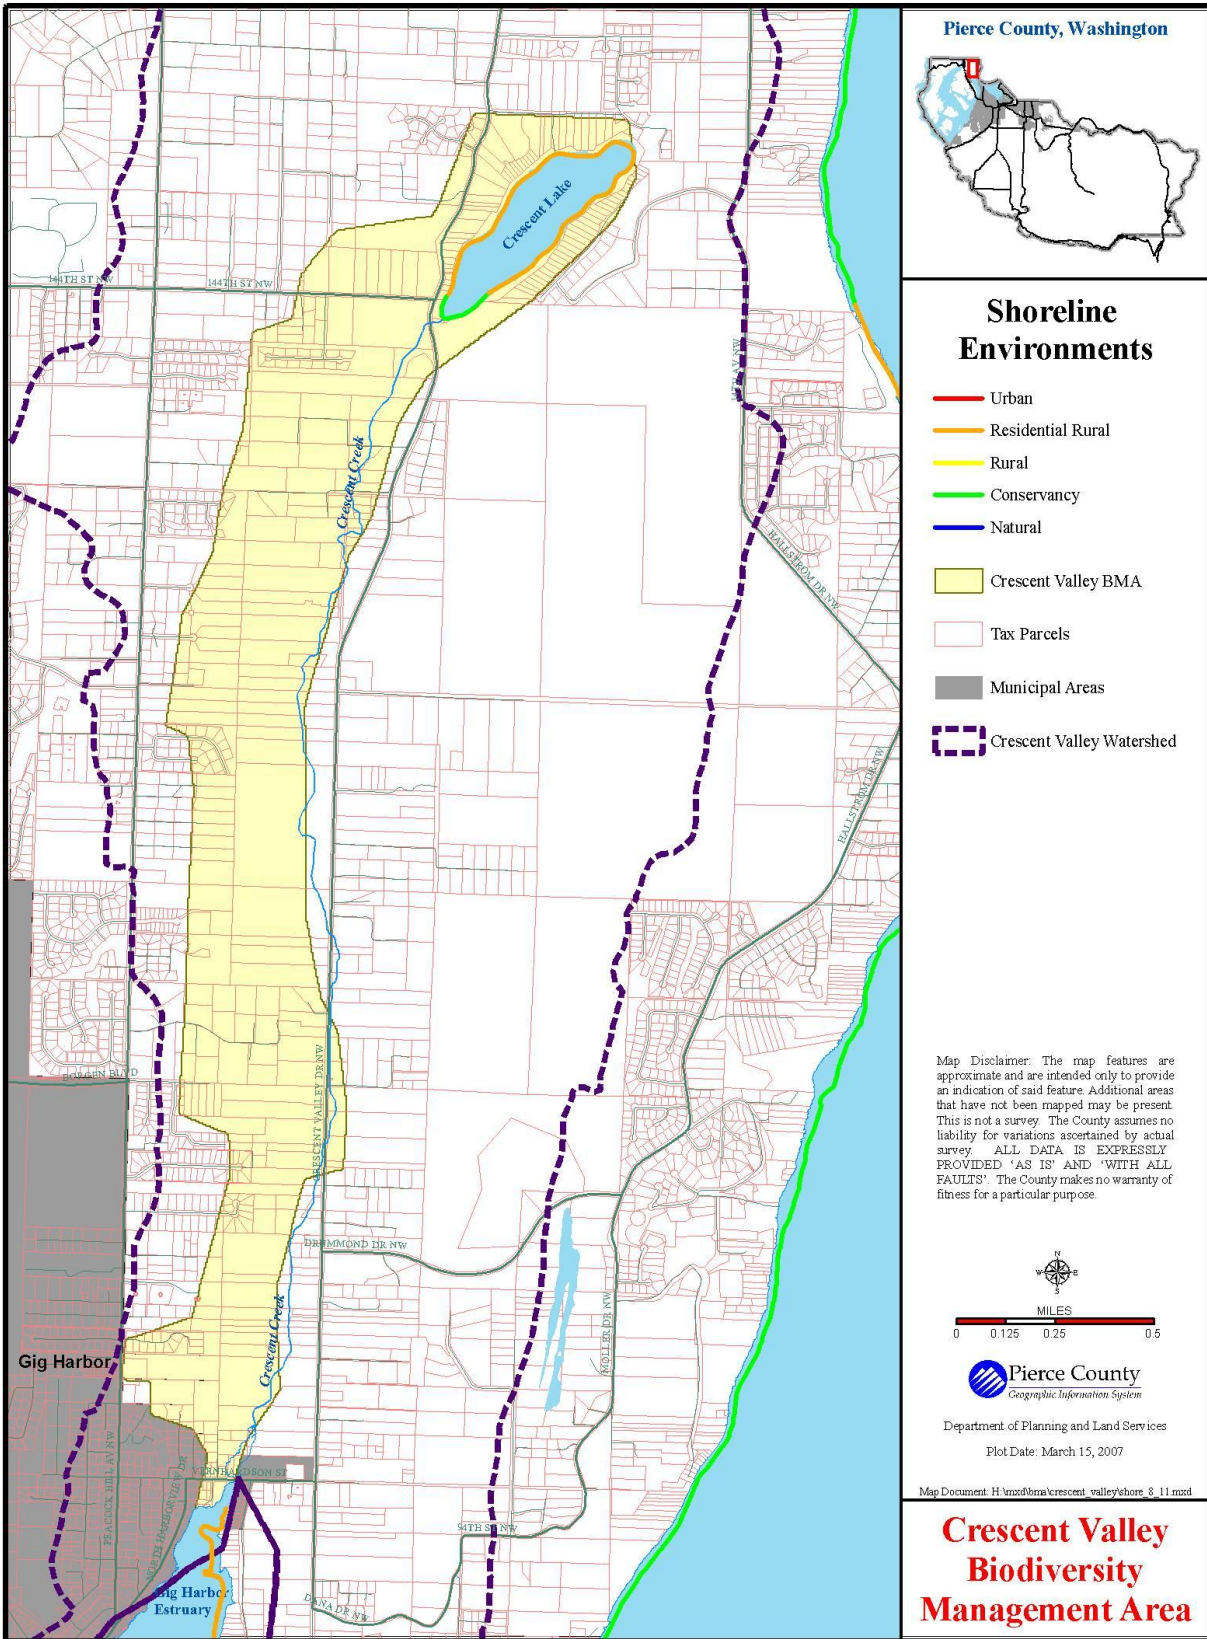 Pierce County, Washington
Shoreline
Environments
Urban
Residential Rural
Rural
Conservancy
Natural
Crescent Valley BMA
Tax Parcels
Municipal Areas
Crescent Valley Watershed
Map Disclaimer: The map features are
approximate and are intended only to provide
an indication of said feature. Additional areas
that have not been mapped may be present.
This is not a survey. The County assumes no
liability for variations ascertained by actual
survey. ALL DATA IS EXPRESSLY
PROVIDED 'AS IS' AND 'WITH ALL
FAULTS'. The County makes no warranty of
fitness for a particular purpose.
N
W E
S
MILES
0 0.125 0.25 0.5
Pierce County
Geographic Information System
Department of Planning and Land Services
Plot Date: March 15, 2007
Map Document: H:\mxd\bma\crescent_valley\shore_8_11.mxd
Crescent Valley
Biodiversity
Management Area
Crescent Lake
144TH ST NW
144TH ST NW
Crescent Creek
HALLSTROM DR NW
HALLSTROM DR NW
BORGEN BLVD
CRESCENT VALLEY DR NW
DRUMMOND DR NW
MOLLER DR NW
Crescent Creek
Gig Harbor
PEACOCK HILL AV NW
NORTH HARBORVIEW DR
VERNHARDSON ST
94TH ST NW
DANA DR NW
Gig Harbor
Estruary